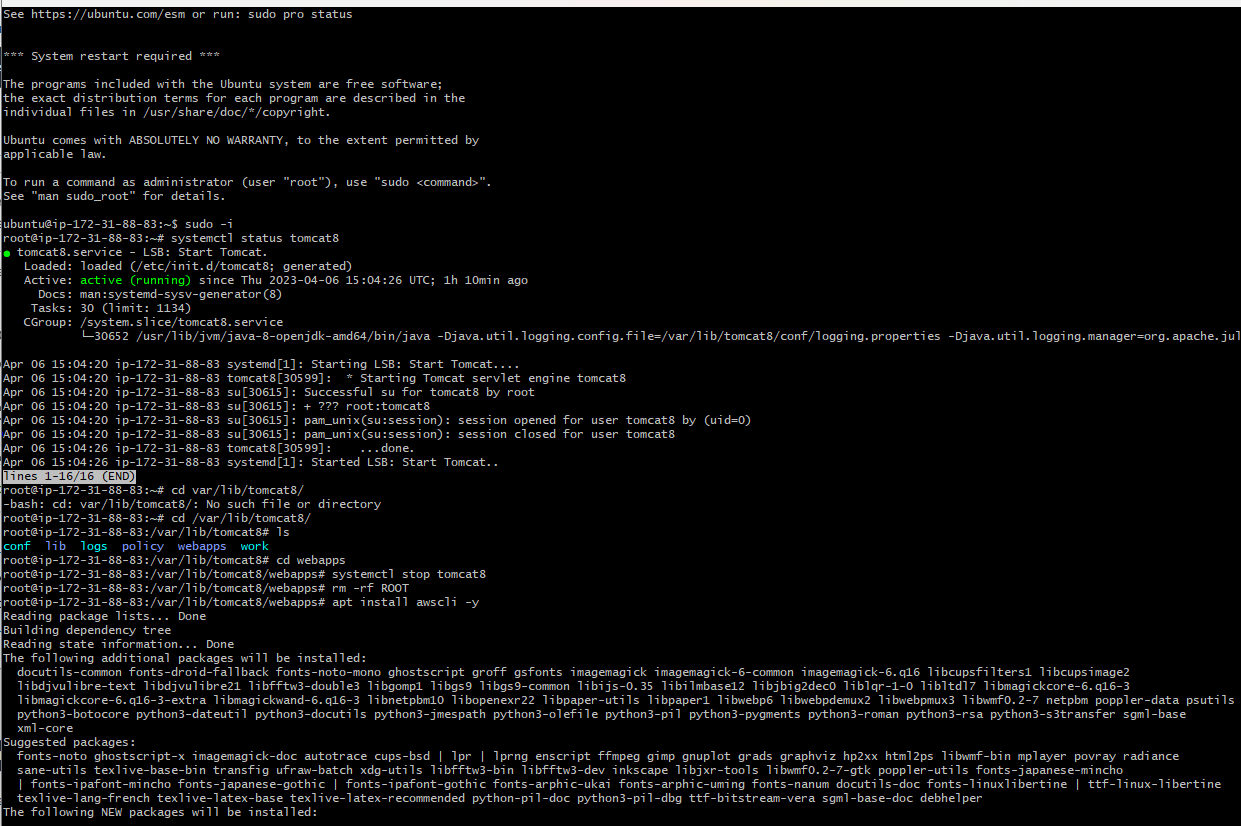 See https://ubuntu.com/esm or run: sudo pro status
*** System restart required ***
The programs included with the Ubuntu system are free software;
the exact distribution terms for each program are described in the
individual files in /usr/share/doc/*/copyright.
Ubuntu comes with ABSOLUTELY NO WARRANTY, to the extent permitted by
applicable law.
To run a command as administrator (user "root"), use "sudo <command>".
See "man sudo_root" for details.
ubuntu@ip-172-31-88-83:~$ sudo -i
root@ip-172-31-88-83:~# systemctl status tomcat8
● tomcat8.service - LSB: Start Tomcat.
   Loaded: loaded (/etc/init.d/tomcat8; generated)
   Active: active (running) since Thu 2023-04-06 15:04:26 UTC; 1h 10min ago
     Docs: man:systemd-sysv-generator(8)
    Tasks: 30 (limit: 1134)
   CGroup: /system.slice/tomcat8.service
           └─30652 /usr/lib/jvm/java-8-openjdk-amd64/bin/java -Djava.util.logging.config.file=/var/lib/tomcat8/conf/logging.properties -Djava.util.logging.manager=org.apache.jul
Apr 06 15:04:20 ip-172-31-88-83 systemd[1]: Starting LSB: Start Tomcat....
Apr 06 15:04:20 ip-172-31-88-83 tomcat8[30599]:  * Starting Tomcat servlet engine tomcat8
Apr 06 15:04:20 ip-172-31-88-83 su[30615]: Successful su for tomcat8 by root
Apr 06 15:04:20 ip-172-31-88-83 su[30615]: + ??? root:tomcat8
Apr 06 15:04:20 ip-172-31-88-83 su[30615]: pam_unix(su:session): session opened for user tomcat8 by (uid=0)
Apr 06 15:04:20 ip-172-31-88-83 su[30615]: pam_unix(su:session): session closed for user tomcat8
Apr 06 15:04:26 ip-172-31-88-83 tomcat8[30599]:    ...done.
Apr 06 15:04:26 ip-172-31-88-83 systemd[1]: Started LSB: Start Tomcat..
lines 1-16/16 (END)
root@ip-172-31-88-83:~# cd var/lib/tomcat8/
-bash: cd: var/lib/tomcat8/: No such file or directory
root@ip-172-31-88-83:~# cd /var/lib/tomcat8/
root@ip-172-31-88-83:/var/lib/tomcat8# ls
conf  lib  logs  policy  webapps  work
root@ip-172-31-88-83:/var/lib/tomcat8# cd webapps
root@ip-172-31-88-83:/var/lib/tomcat8/webapps# systemctl stop tomcat8
root@ip-172-31-88-83:/var/lib/tomcat8/webapps# rm -rf ROOT
root@ip-172-31-88-83:/var/lib/tomcat8/webapps# apt install awscli -y
Reading package lists... Done
Building dependency tree
Reading state information... Done
The following additional packages will be installed:
  docutils-common fonts-droid-fallback fonts-noto-mono ghostscript groff gsfonts imagemagick imagemagick-6-common imagemagick-6.q16 libcupsfilters1 libcupsimage2
  libdjvulibre-text libdjvulibre21 libfftw3-double3 libgomp1 libgs9 libgs9-common libijs-0.35 libilmbase12 libjbig2dec0 liblqr-1-0 libltdl7 libmagickcore-6.q16-3
  libmagickcore-6.q16-3-extra libmagickwand-6.q16-3 libnetpbm10 libopenexr22 libpaper-utils libpaper1 libwebp6 libwebpdemux2 libwebpmux3 libwmf0.2-7 netpbm poppler-data psutils
  python3-botocore python3-dateutil python3-docutils python3-jmespath python3-olefile python3-pil python3-pygments python3-roman python3-rsa python3-s3transfer sgml-base
  xml-core
Suggested packages:
  fonts-noto ghostscript-x imagemagick-doc autotrace cups-bsd | lpr | lprng enscript ffmpeg gimp gnuplot grads graphviz hp2xx html2ps libwmf-bin mplayer povray radiance
  sane-utils texlive-base-bin transfig ufraw-batch xdg-utils libfftw3-bin libfftw3-dev inkscape libjxr-tools libwmf0.2-7-gtk poppler-utils fonts-japanese-mincho
  | fonts-ipafont-mincho fonts-japanese-gothic | fonts-ipafont-gothic fonts-arphic-ukai fonts-arphic-uming fonts-nanum docutils-doc fonts-linuxlibertine | ttf-linux-libertine
  texlive-lang-french texlive-latex-base texlive-latex-recommended python-pil-doc python3-pil-dbg ttf-bitstream-vera sgml-base-doc debhelper
The following NEW packages will be installed: